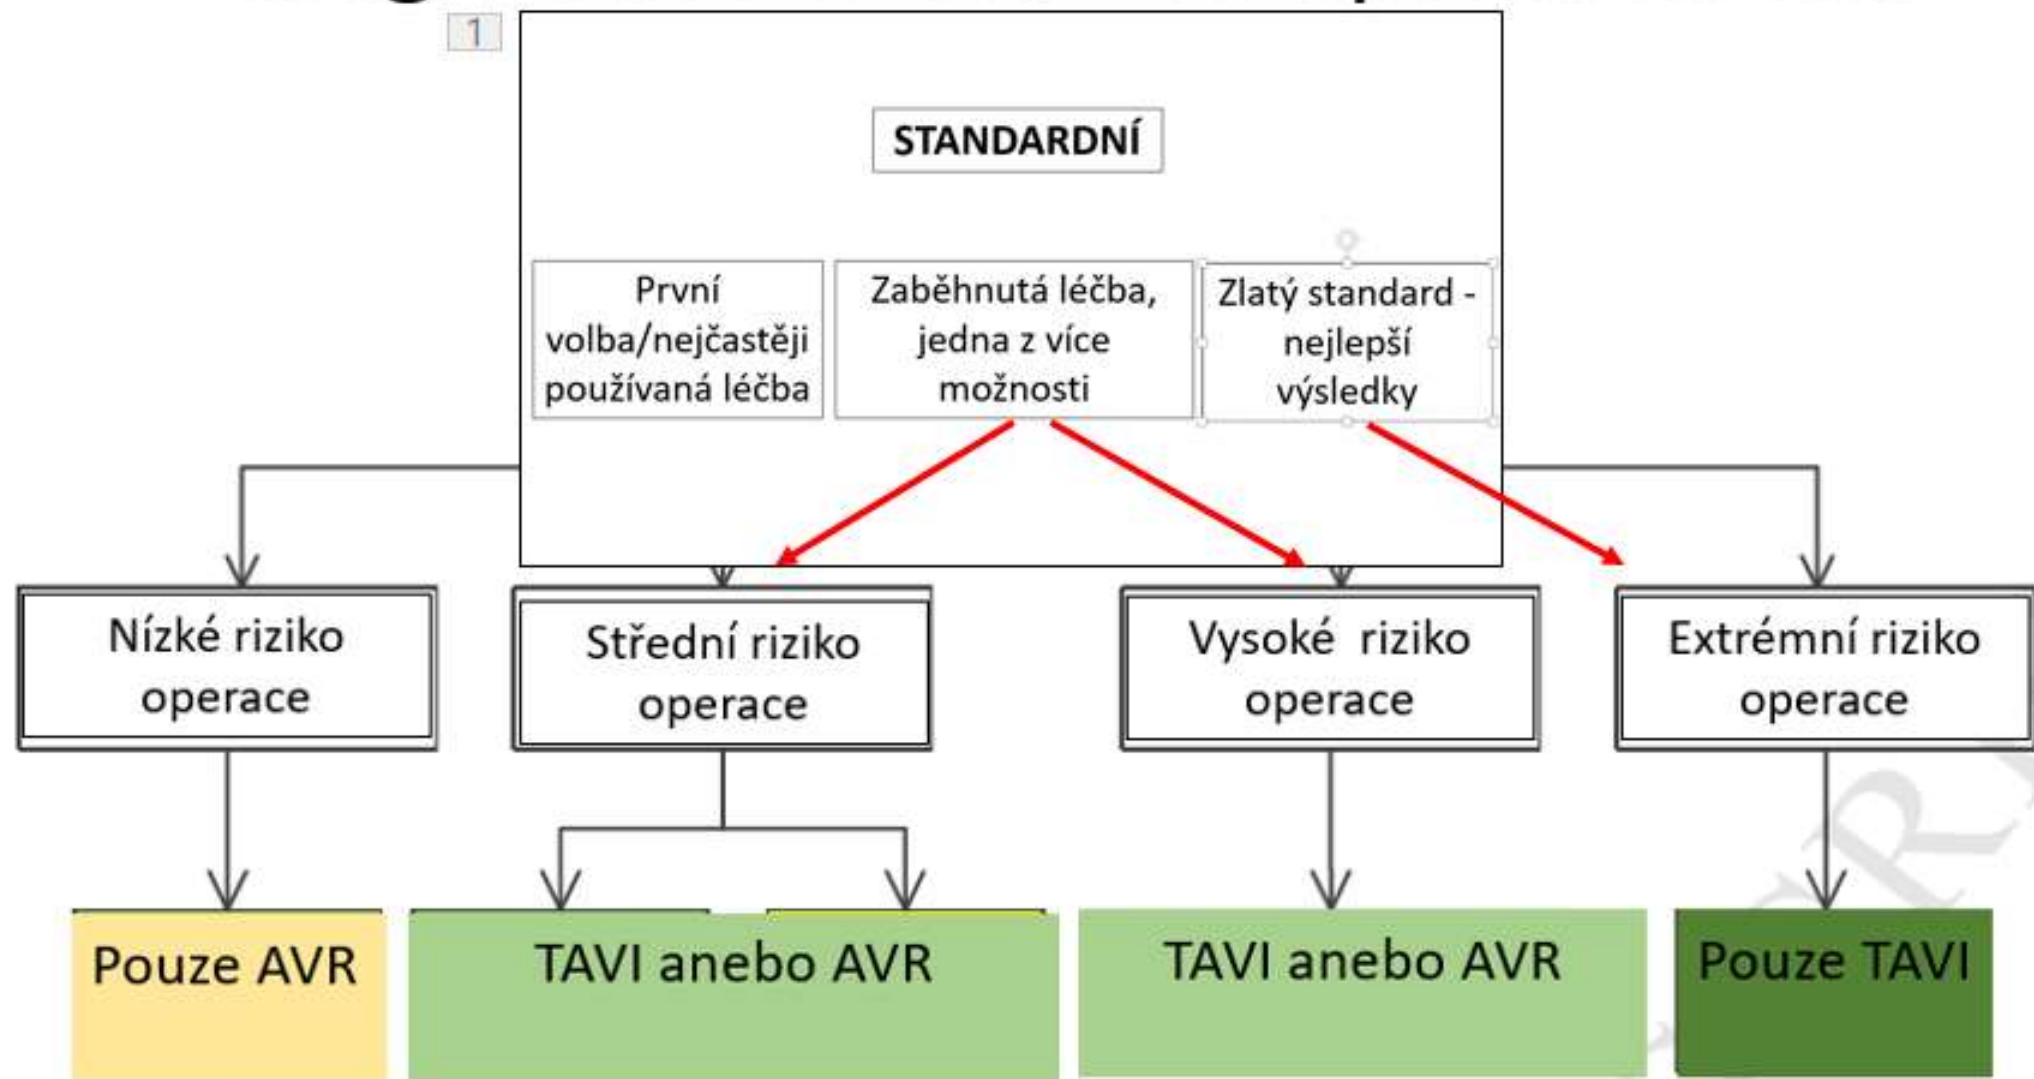 1
STANDARDNÍ
První
volba/nejčastěji
používaná léčba
Zaběhnutá léčba,
jedna z více
možnosti
Zlatý standard -
nejlepší
výsledky
Nízké riziko
operace
Střední riziko
operace
Vysoké riziko
operace
Extrémní riziko
operace
Pouze AVR
TAVI anebo AVR
TAVI anebo AVR
Pouze TAVI